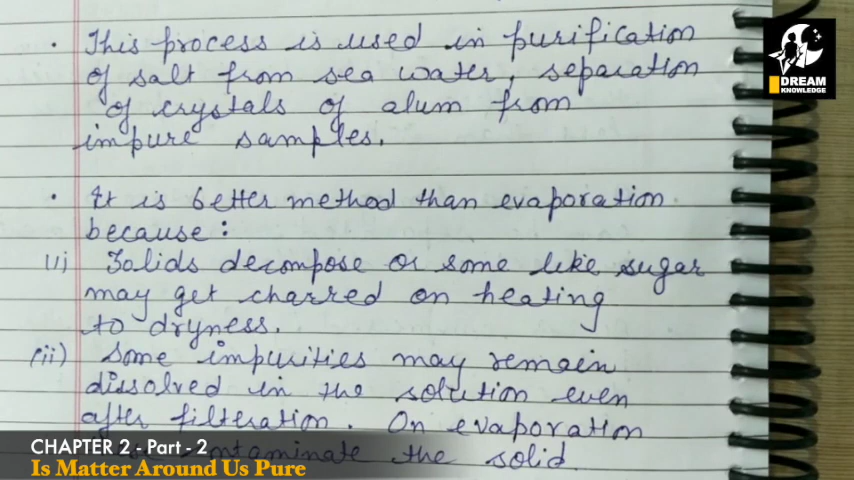 • This process is used in purification
of salt from sea water, separation
of crystals of alum from
impure samples.
• It is better method than evaporation
because:
(i) Solids decompose or some like sugar
may get charred on heating
to dryness.
(ii) Some impurities may remain
dissolved in the solution even
after filteration. On evaporation
contaminate the solid
DREAM
KNOWLEDGE
CHAPTER 2 - Part - 2
Is Matter Around Us Pure